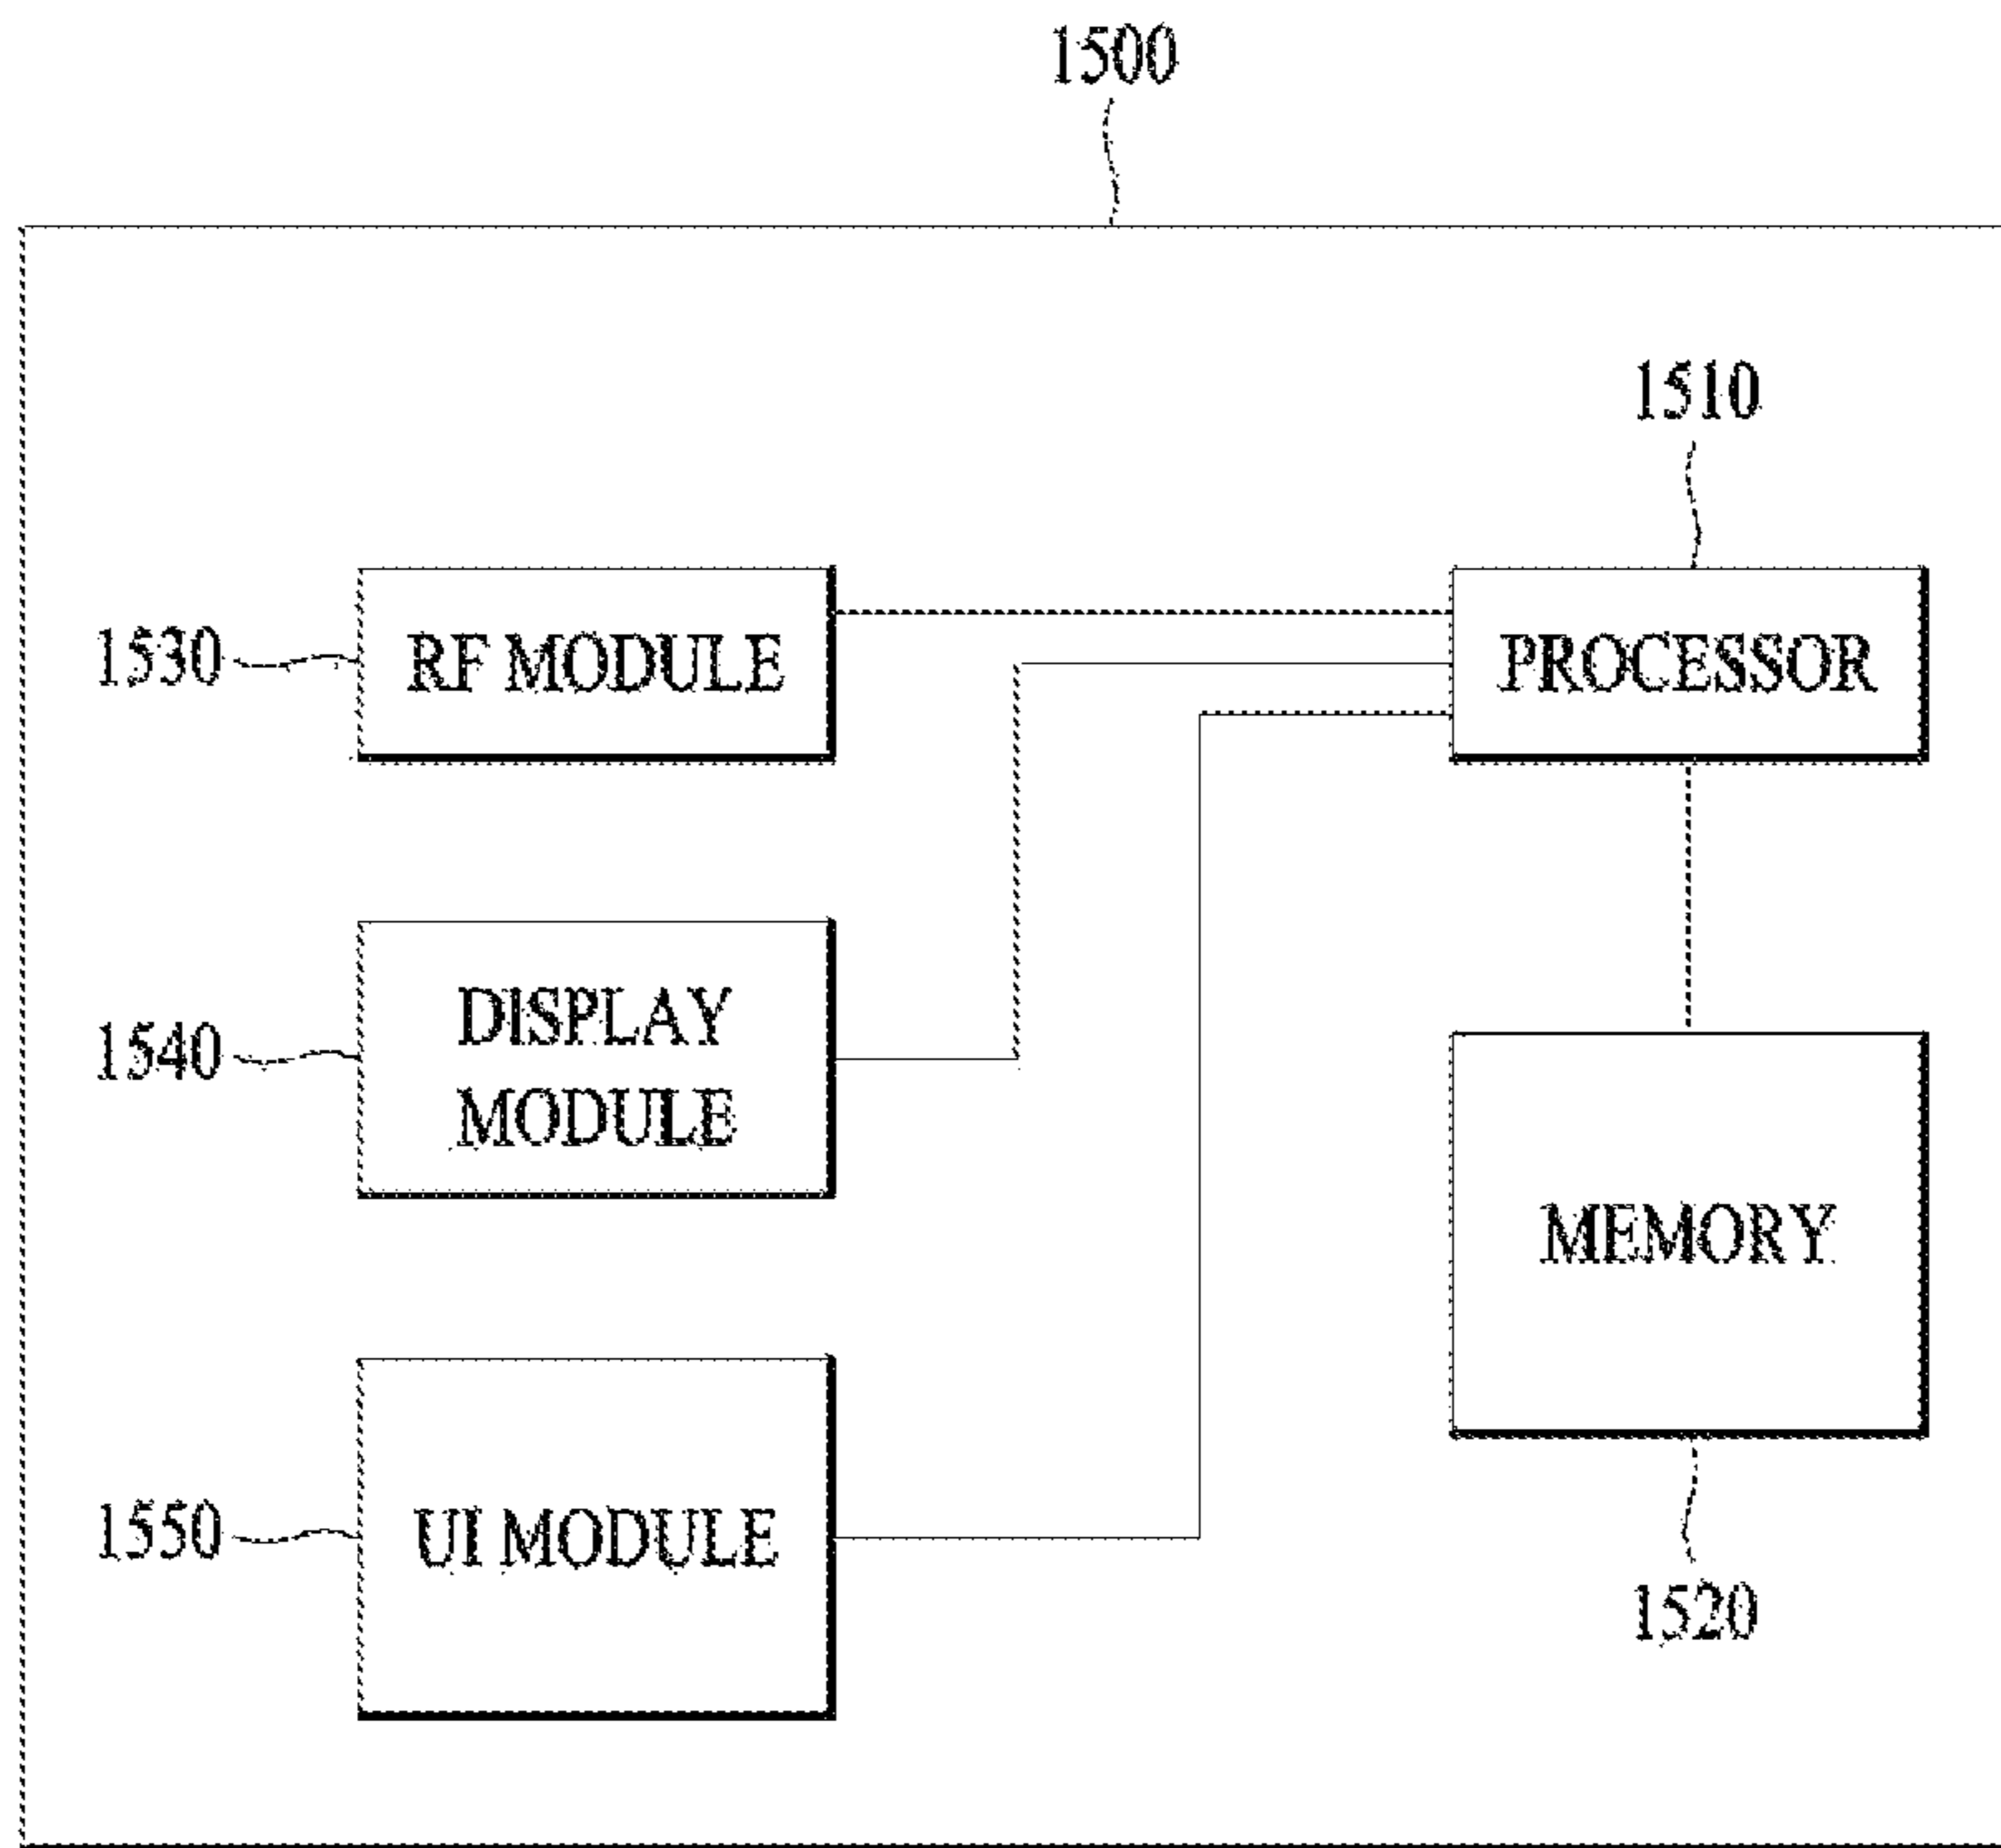 1500
1510
1530
RF MODULE
PROCESSOR
1540
DISPLAY
MODULE
MEMORY
1550
UI MODULE
1520